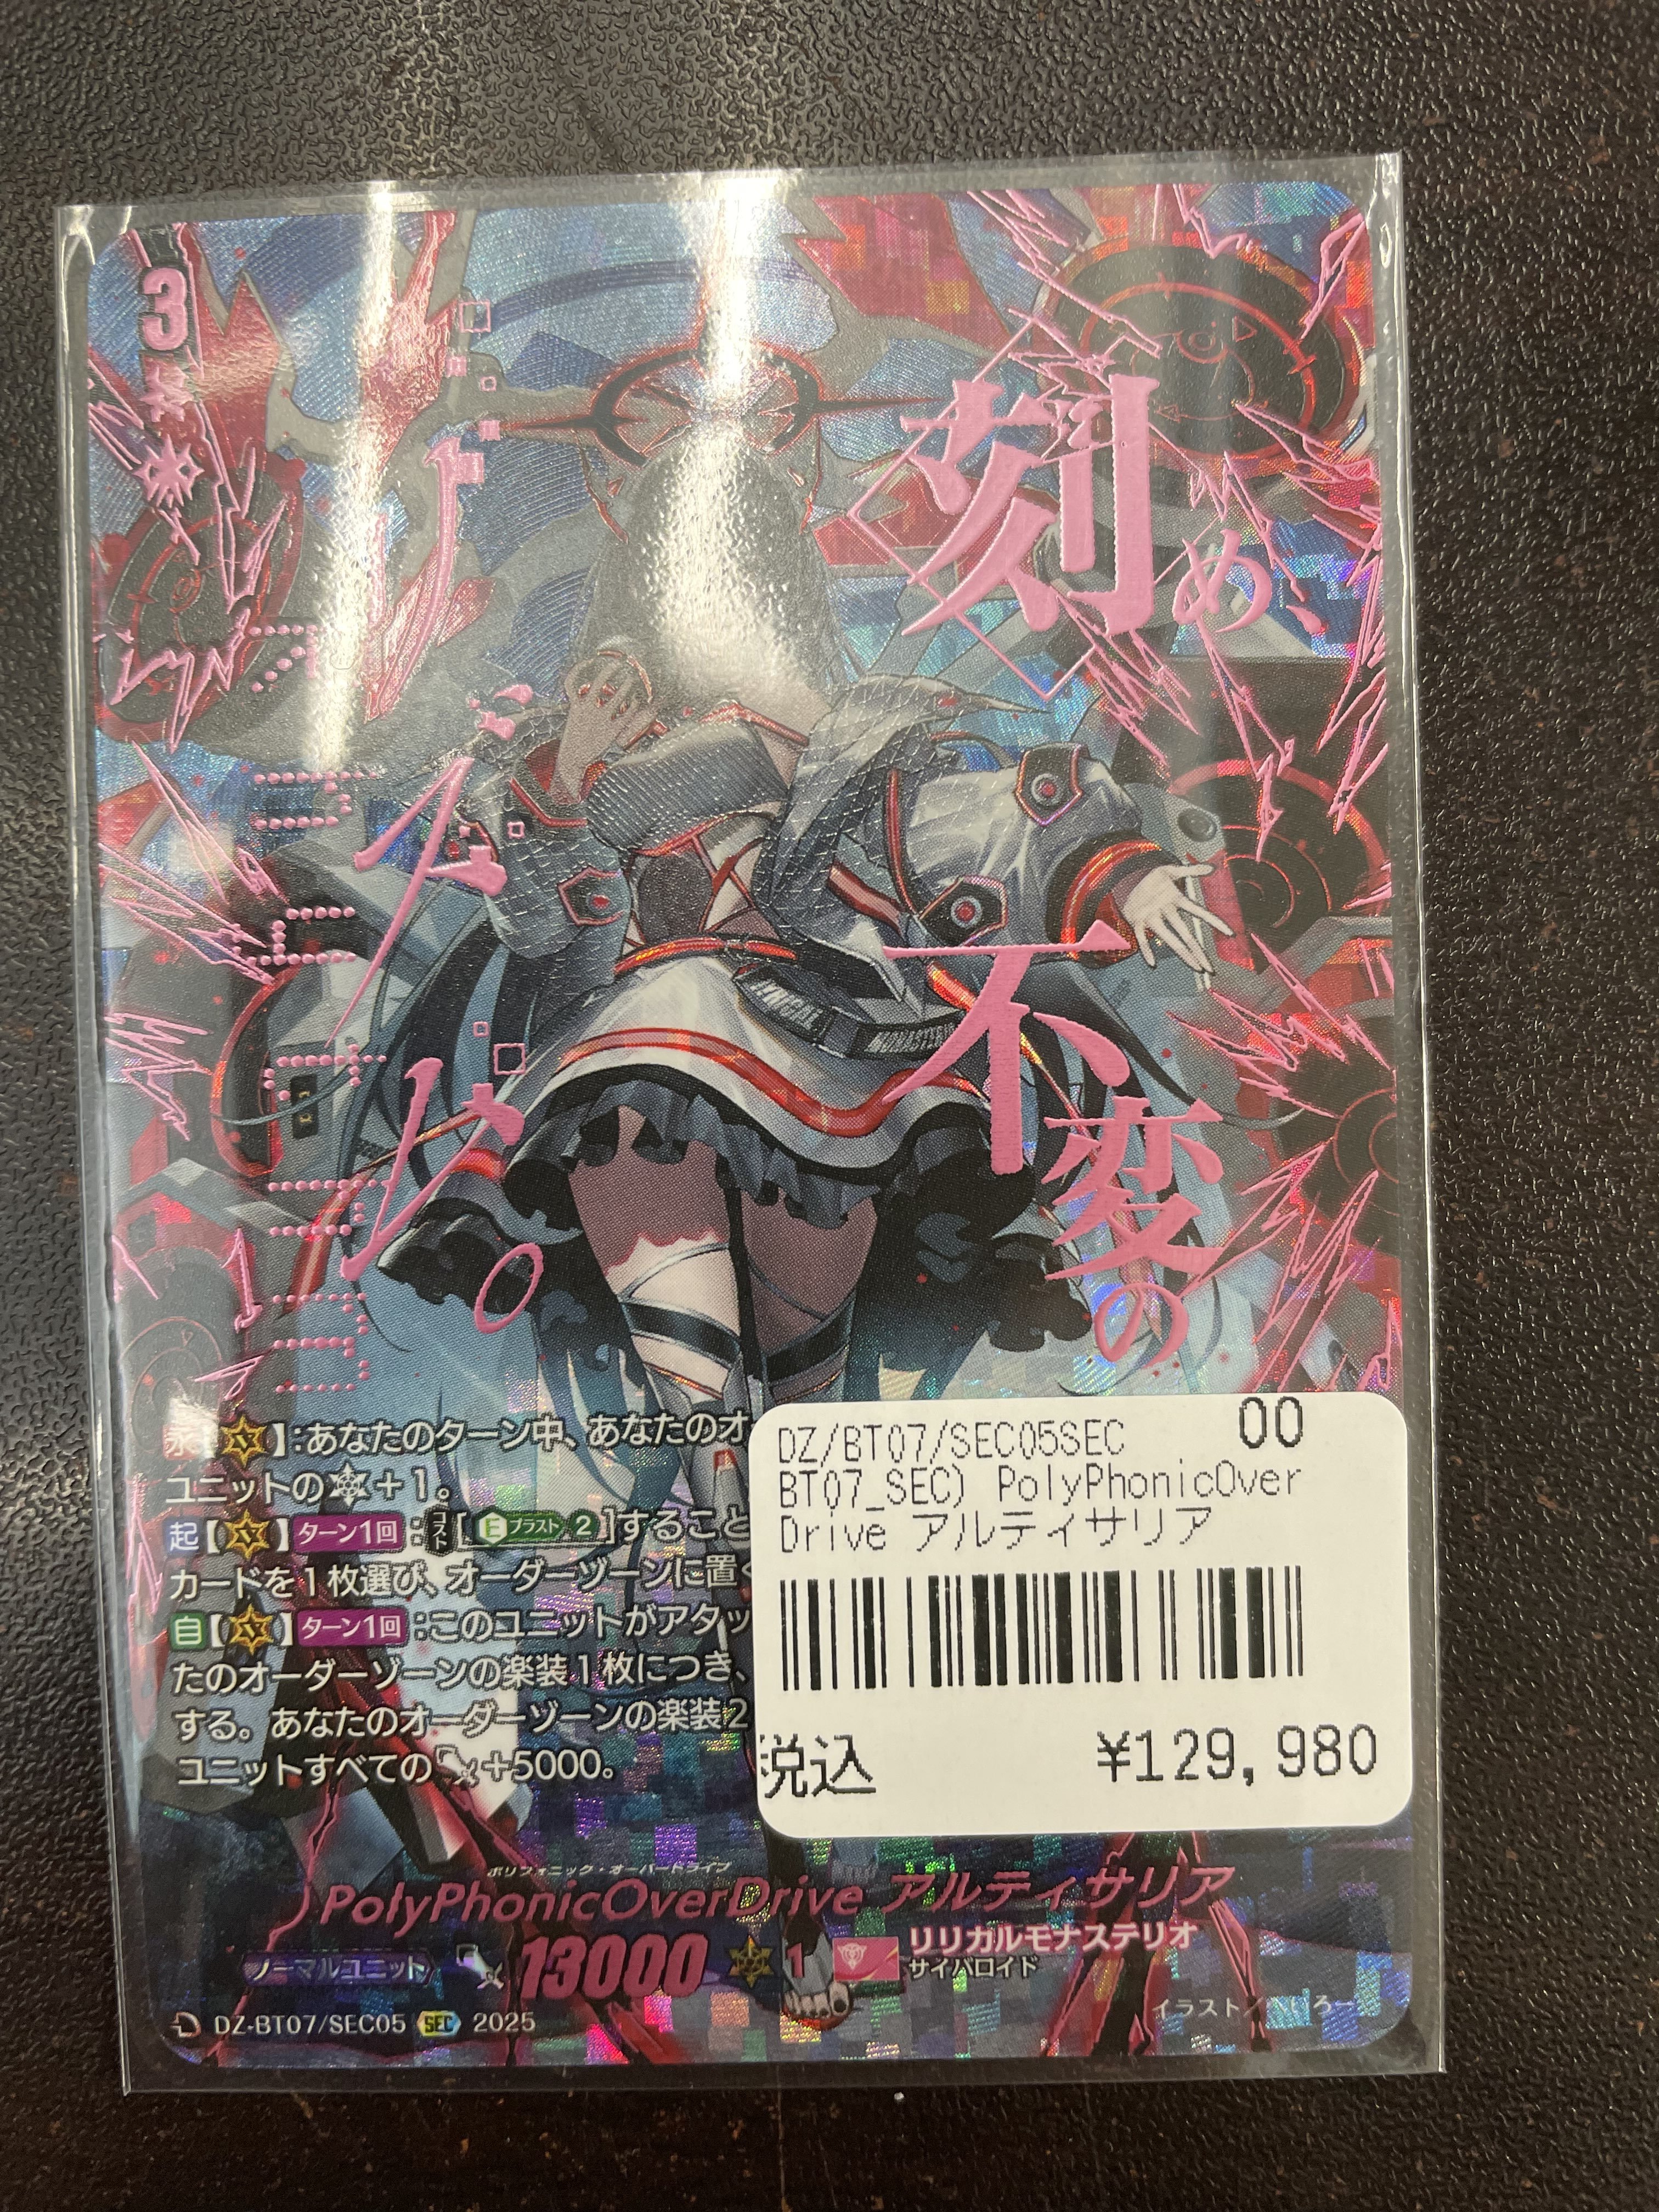 3
刻め、
不変の
リズムを。
永【V】:あなたのターン中、あなたのオ
ユニットの+1。
起【V】ターン1回:コスト[Eブラスト2]すること
カードを1枚選び、オーダーゾーンに置く
自【V】ターン1回:このユニットがアタッ
たのオーダーゾーンの楽装1枚につき、
する。あなたのオーダーゾーンの楽装2
ユニットすべての+5000。
DZ/BT07/SEC05SEC 00
BT07_SEC) PolyPhonicOver
Drive アルティサリア
税込 ¥129,980
ポリフォニック・オーバードライブ
PolyPhonicOverDrive アルティサリア
ノーマルユニット 13000 1 リリカルモナステリオ
サイバロイド
DZ-BT07/SEC05 SEC 2025
イラスト/へいろー